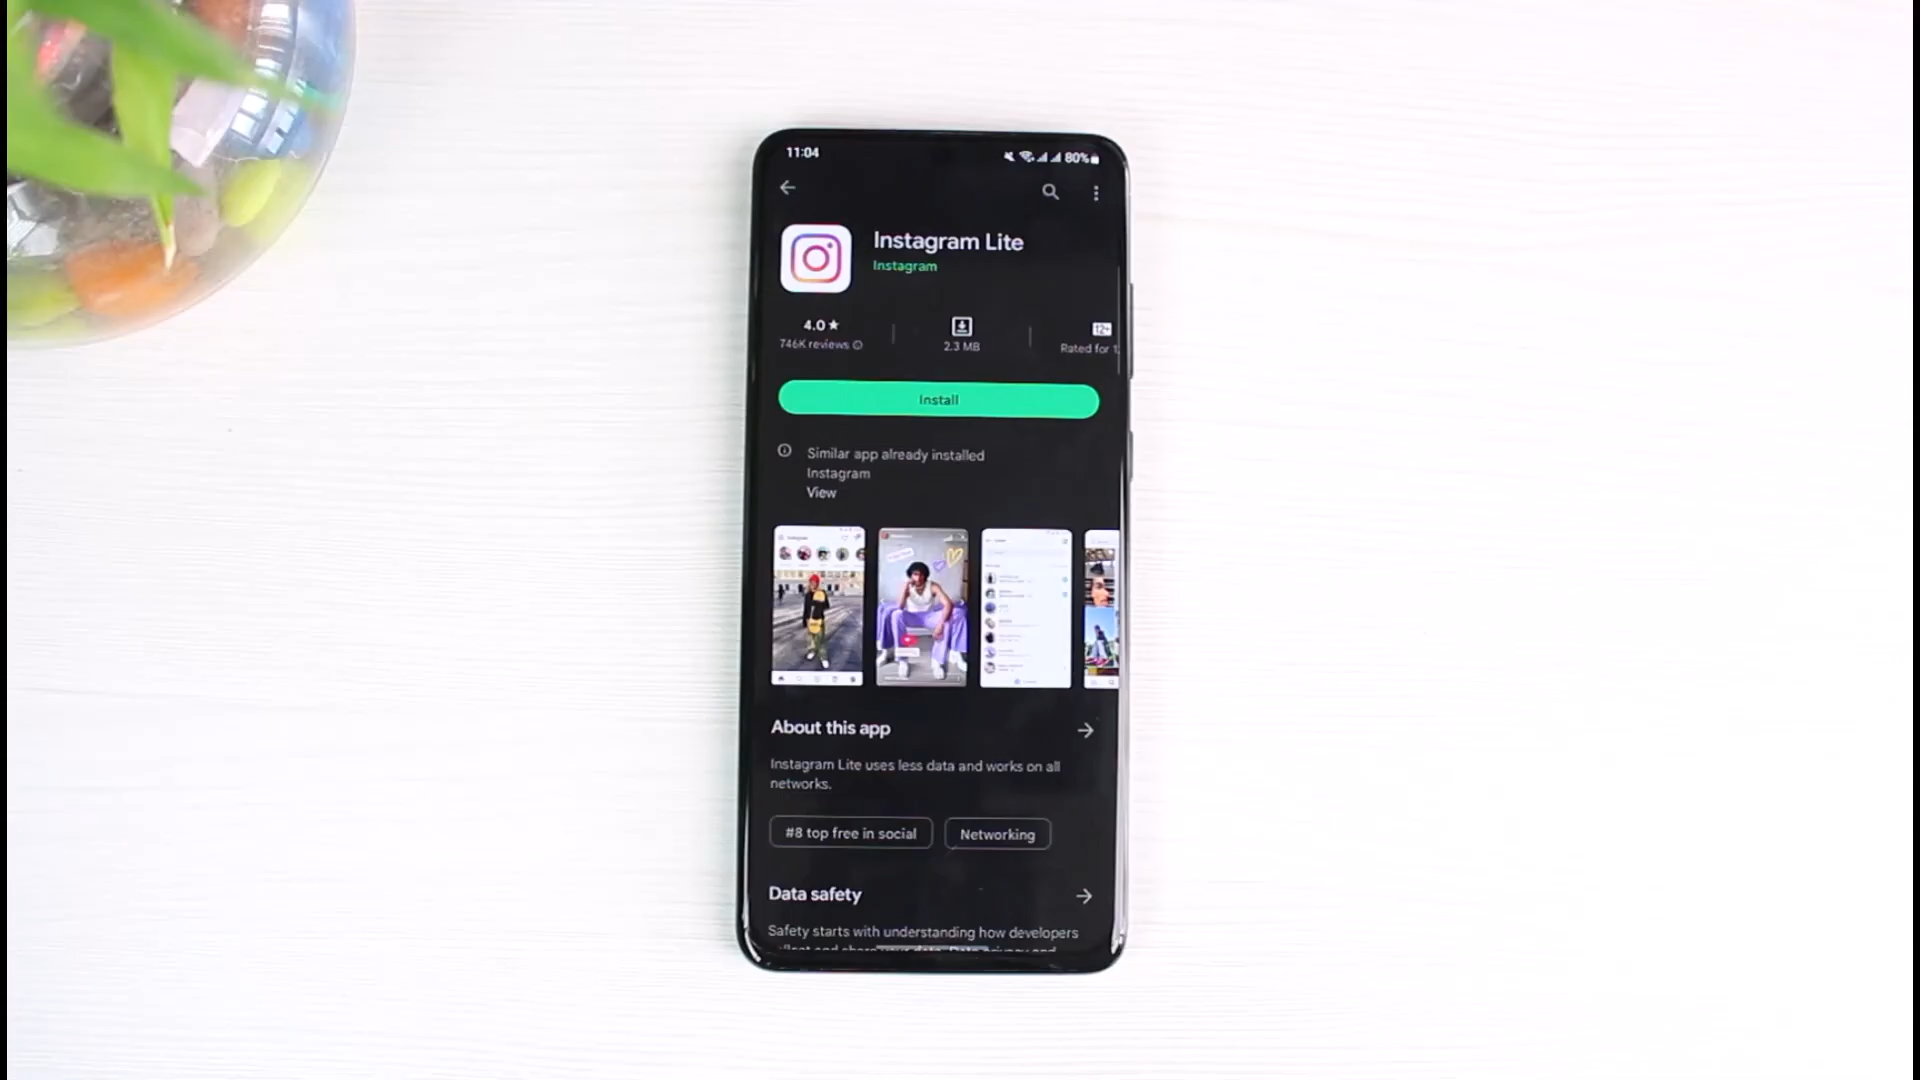 11:04
80%
Instagram Lite
Instagram
4.0★
746K reviews
2.3 MB
12+
Rated for 1
Install
Similar app already installed
Instagram
View
About this app
Instagram Lite uses less data and works on all
networks.
#8 top free in social
Networking
Data safety
Safety starts with understanding how developers